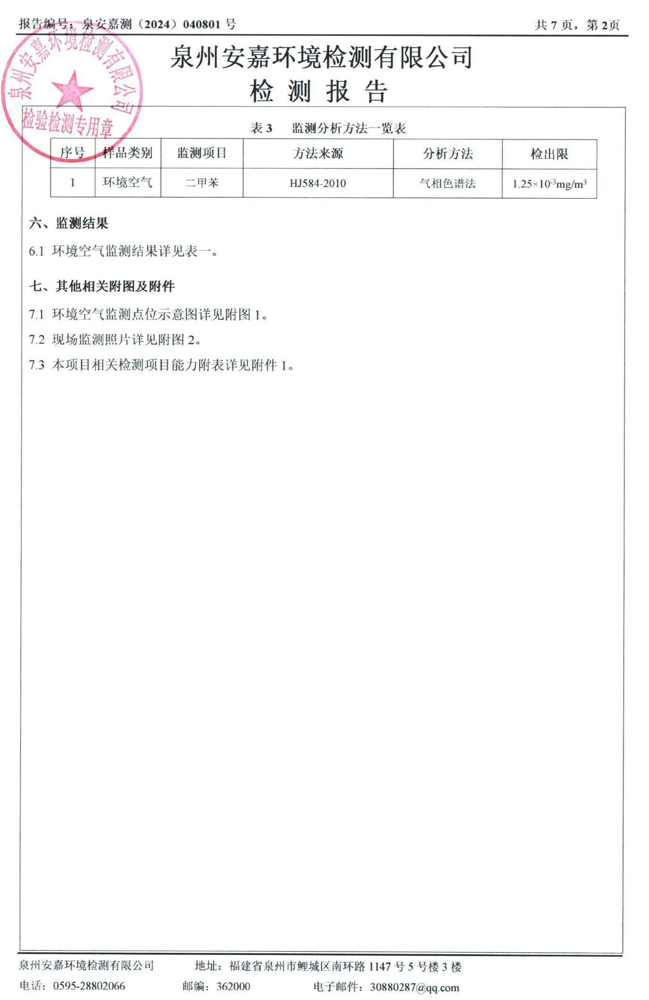 报告编号：泉安嘉测（2024）040801 号
共 7 页，第 2页
泉州安嘉环境检测有限公司
检 测 报 告
泉州安嘉环境检测有限公司
检验检测专用章
表 3 监测分析方法一览表
序号 样品类别 监测项目 方法来源 分析方法 检出限
1 环境空气 二甲苯 HJ584-2010 气相色谱法 1.25×10⁻³mg/m³
六、监测结果
6.1 环境空气监测结果详见表一。
七、其他相关附图及附件
7.1 环境空气监测点位示意图详见附图 1。
7.2 现场监测照片详见附图 2。
7.3 本项目相关检测项目能力附表详见附件 1。
泉州安嘉环境检测有限公司 地址：福建省泉州市鲤城区南环路 1147 号 5 号楼 3 楼
电话：0595-28802066 邮编：362000 电子邮件：30880287@qq.com